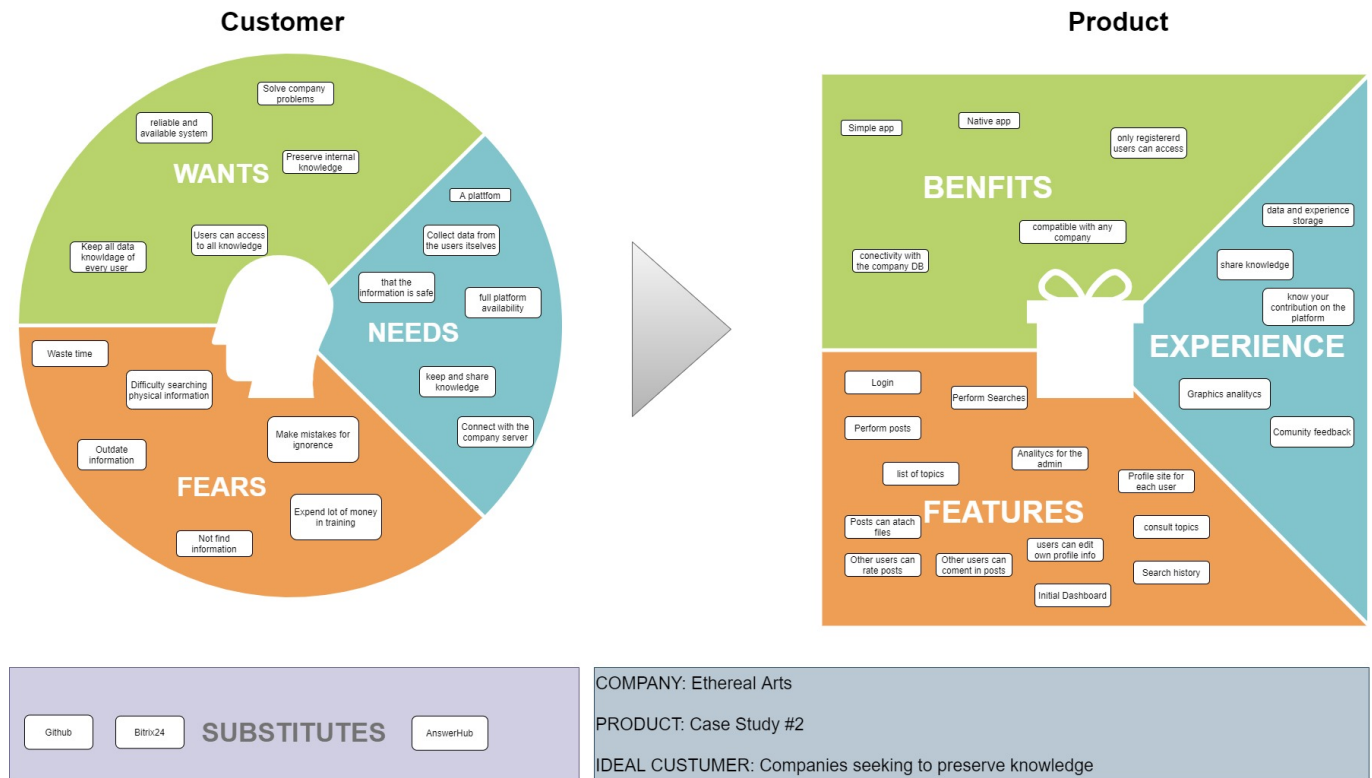 Customer
Product
Solve company
problems
reliable and
available system
Preserve internal
knowledge
WANTS
Users can access
to all knowledge
Keep all data
knowldage of
every user
A plattfom
Collect data from
the users itselves
that the
information is safe
full platform
availability
NEEDS
keep and share
knowledge
Connect with the
company server
Waste time
Difficulty searching
physical information
Make mistakes for
ignorence
Outdate
information
FEARS
Expend lot of money
in training
Not find
information
Simple app
Native app
only registererd
users can access
BENFITS
compatible with any
company
conectivity with
the company DB
data and experience
storage
share knowledge
know your
contribution on the
platform
EXPERIENCE
Graphics analitycs
Comunity feedback
Login
Perform Searches
Perform posts
Analitycs for the
admin
list of topics
Profile site for
each user
FEATURES
Posts can atach
files
consult topics
users can edit
own profile info
Other users can
rate posts
Other users can
coment in posts
Search history
Initial Dashboard
Github
Bitrix24
SUBSTITUTES
AnswerHub
COMPANY: Ethereal Arts
PRODUCT: Case Study #2
IDEAL CUSTUMER: Companies seeking to preserve knowledge